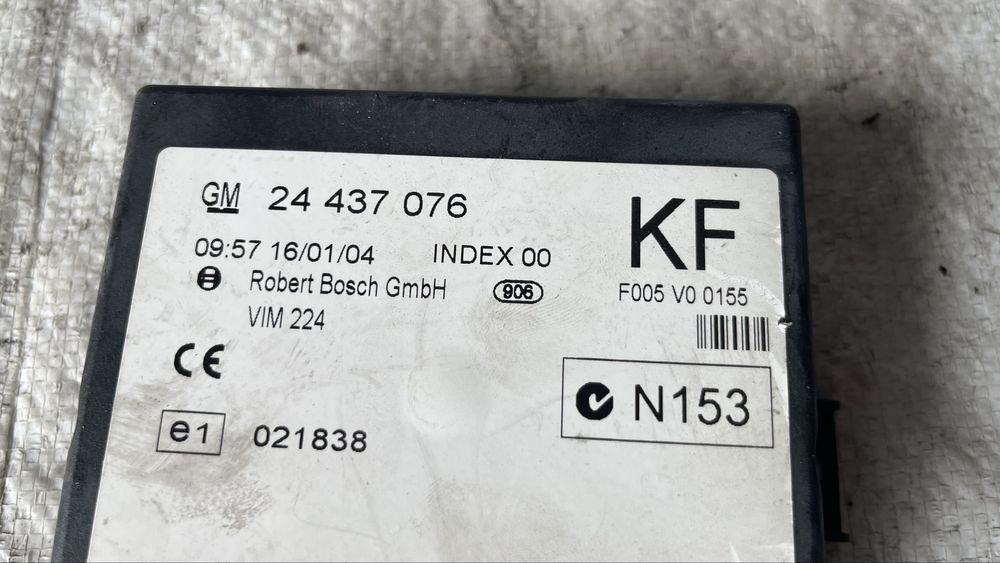 GM 24 437 076
KF
09:57 16/01/04 INDEX 00
Robert Bosch GmbH 906 F005 V0 0155
VIM 224
CE
N153
e1 021838